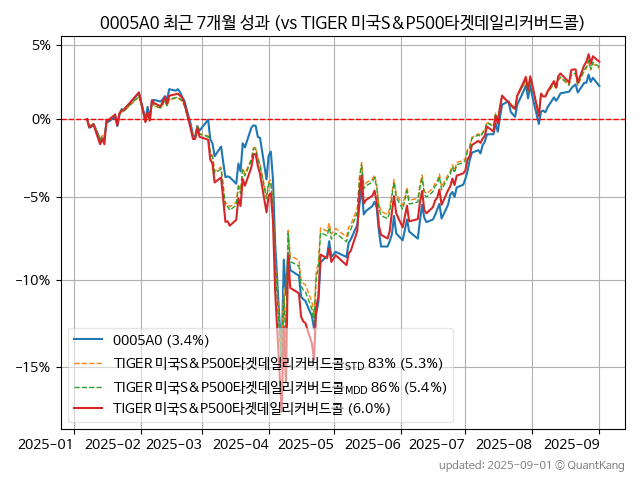 0005A0 최근 7개월 성과 (vs TIGER 미국S&P500타겟데일리커버드콜)
5%
0%
−5%
−10%
−15%
0005A0 (3.4%)
TIGER 미국S&P500타겟데일리커버드콜STD 83% (5.3%)
TIGER 미국S&P500타겟데일리커버드콜MDD 86% (5.4%)
TIGER 미국S&P500타겟데일리커버드콜 (6.0%)
2025-01 2025-02 2025-03 2025-04 2025-05 2025-06 2025-07 2025-08 2025-09
updated: 2025-09-01 © QuantKang